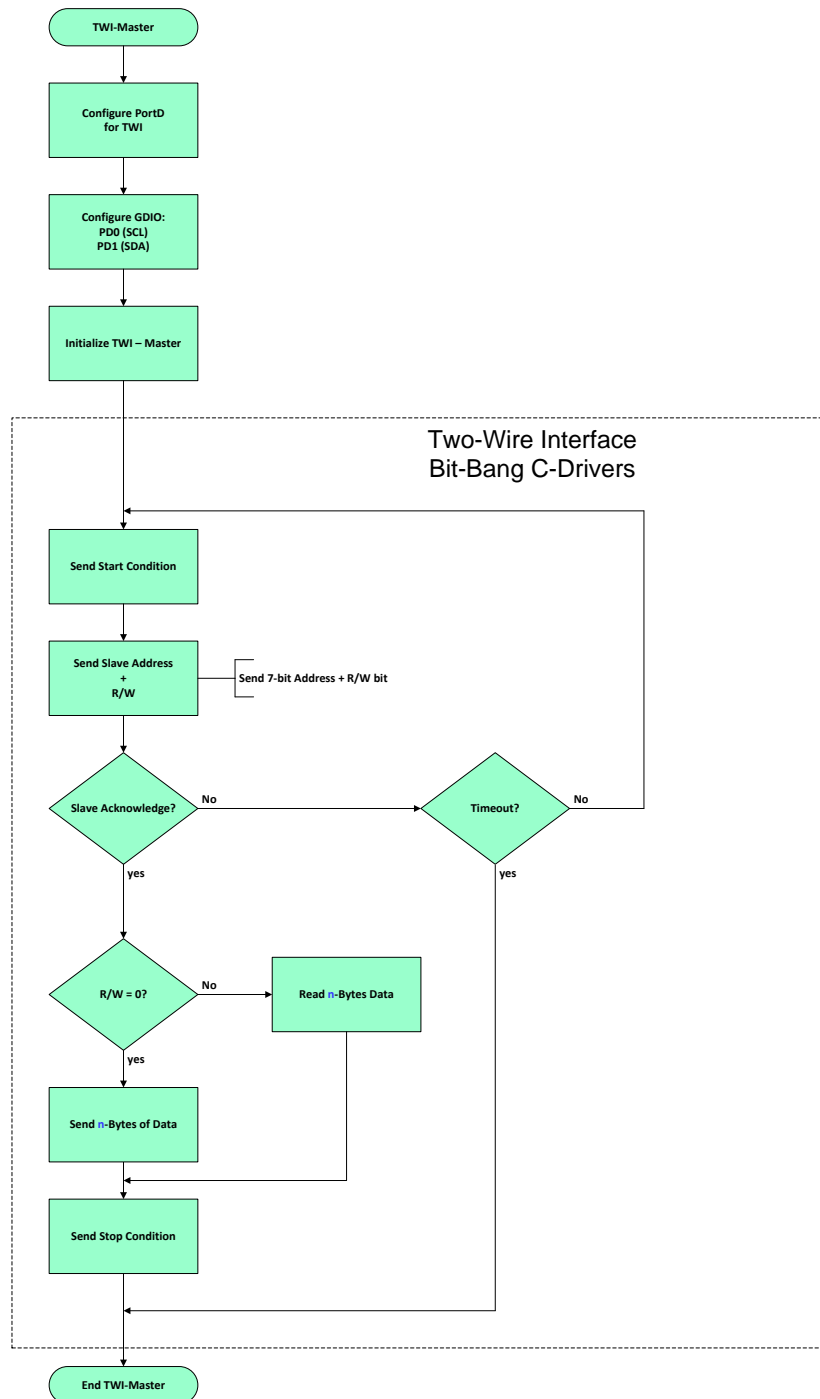 TWI-Master
Configure PortD
for TWI
Configure GDIO:
PD0 (SCL)
PD1 (SDA)
Initialize TWI – Master
Two-Wire Interface
Bit-Bang C-Drivers
Send Start Condition
Send Slave Address
+
R/W
Send 7-bit Address + R/W bit
Slave Acknowledge?
No
Timeout?
No
yes
yes
R/W = 0?
No
Read n-Bytes Data
yes
Send n-Bytes of Data
Send Stop Condition
End TWI-Master